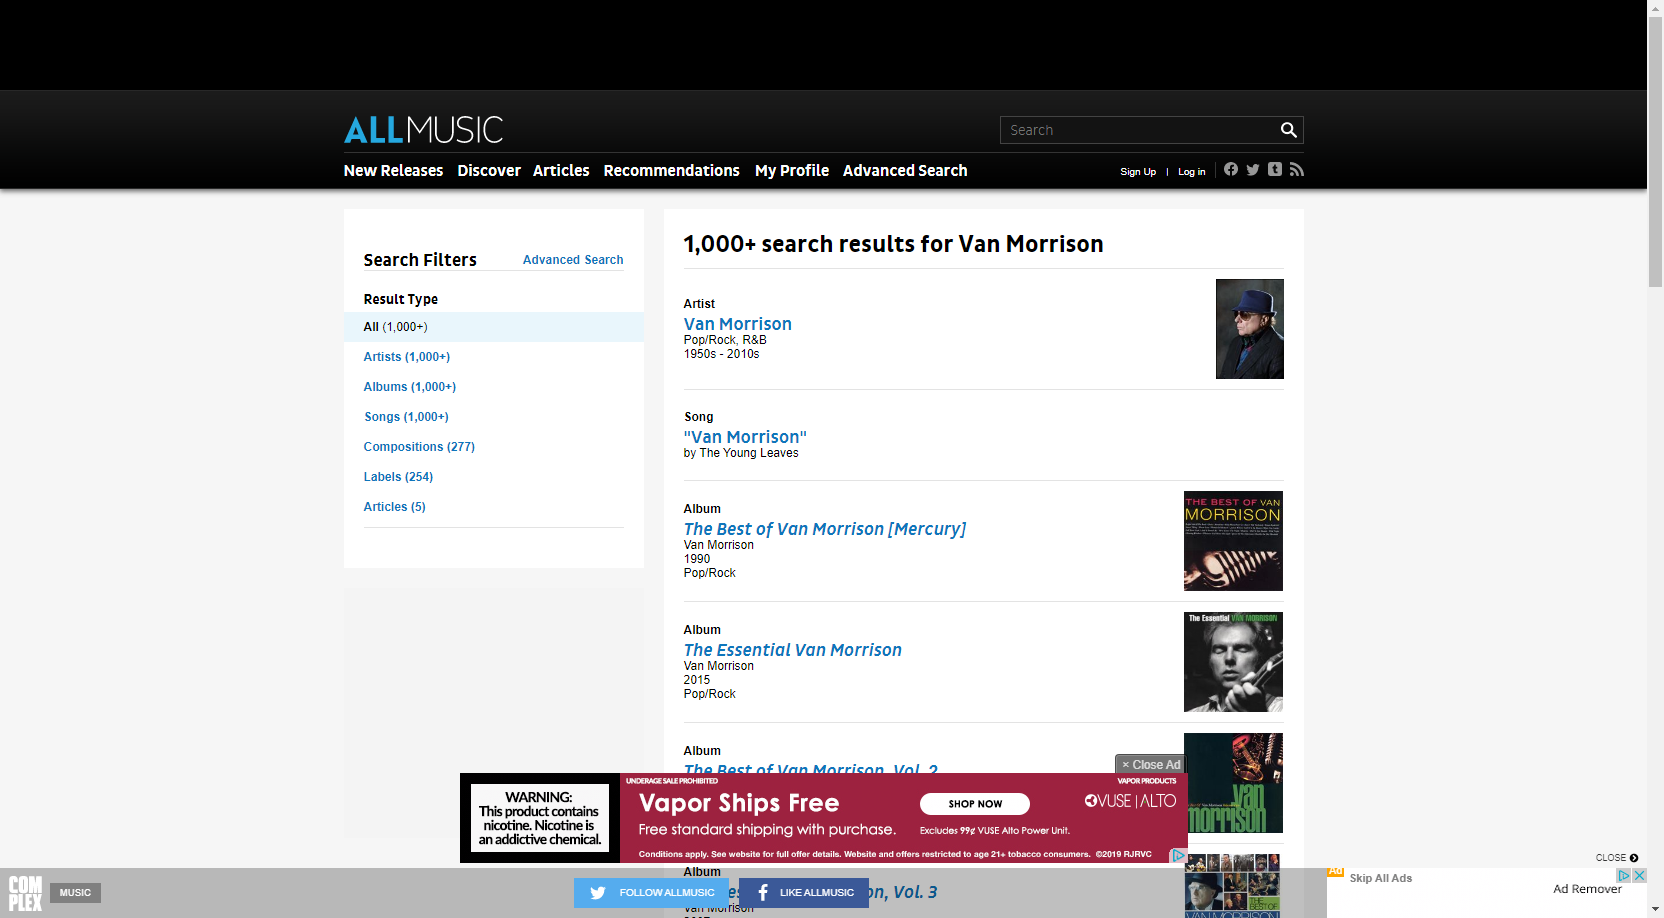 ALLMUSIC
Search
New Releases Discover Articles Recommendations My Profile Advanced Search
Sign Up | Log in
Search Filters
Advanced Search
Result Type
All (1,000+)
Artists (1,000+)
Albums (1,000+)
Songs (1,000+)
Compositions (277)
Labels (254)
Articles (5)
1,000+ search results for Van Morrison
Artist
Van Morrison
Pop/Rock, R&B
1950s - 2010s
Song
"Van Morrison"
by The Young Leaves
Album
The Best of Van Morrison [Mercury]
Van Morrison
1990
Pop/Rock
THE BEST OF VAN
MORRISON
Album
The Essential Van Morrison
Van Morrison
2015
Pop/Rock
The Essential VAN MORRISON
Album
The Best of Van Morrison, Vol. 2
van
morrison
× Close Ad
WARNING:
This product contains
nicotine. Nicotine is
an addictive chemical.
UNDERAGE SALE PROHIBITED
VAPOR PRODUCTS
Vapor Ships Free
Free standard shipping with purchase.
SHOP NOW
Excludes 99¢ VUSE Alto Power Unit.
VUSE | ALTO
Conditions apply. See website for full offer details. Website and offers restricted to age 21+ tobacco consumers. ©2019 RJRVC
Album
n, Vol. 3
Van Morrison
THE BEST OF
VAN MORRISON
COMPLEX
MUSIC
FOLLOW ALLMUSIC
LIKE ALLMUSIC
CLOSE
Ad
Skip All Ads
Ad Remover